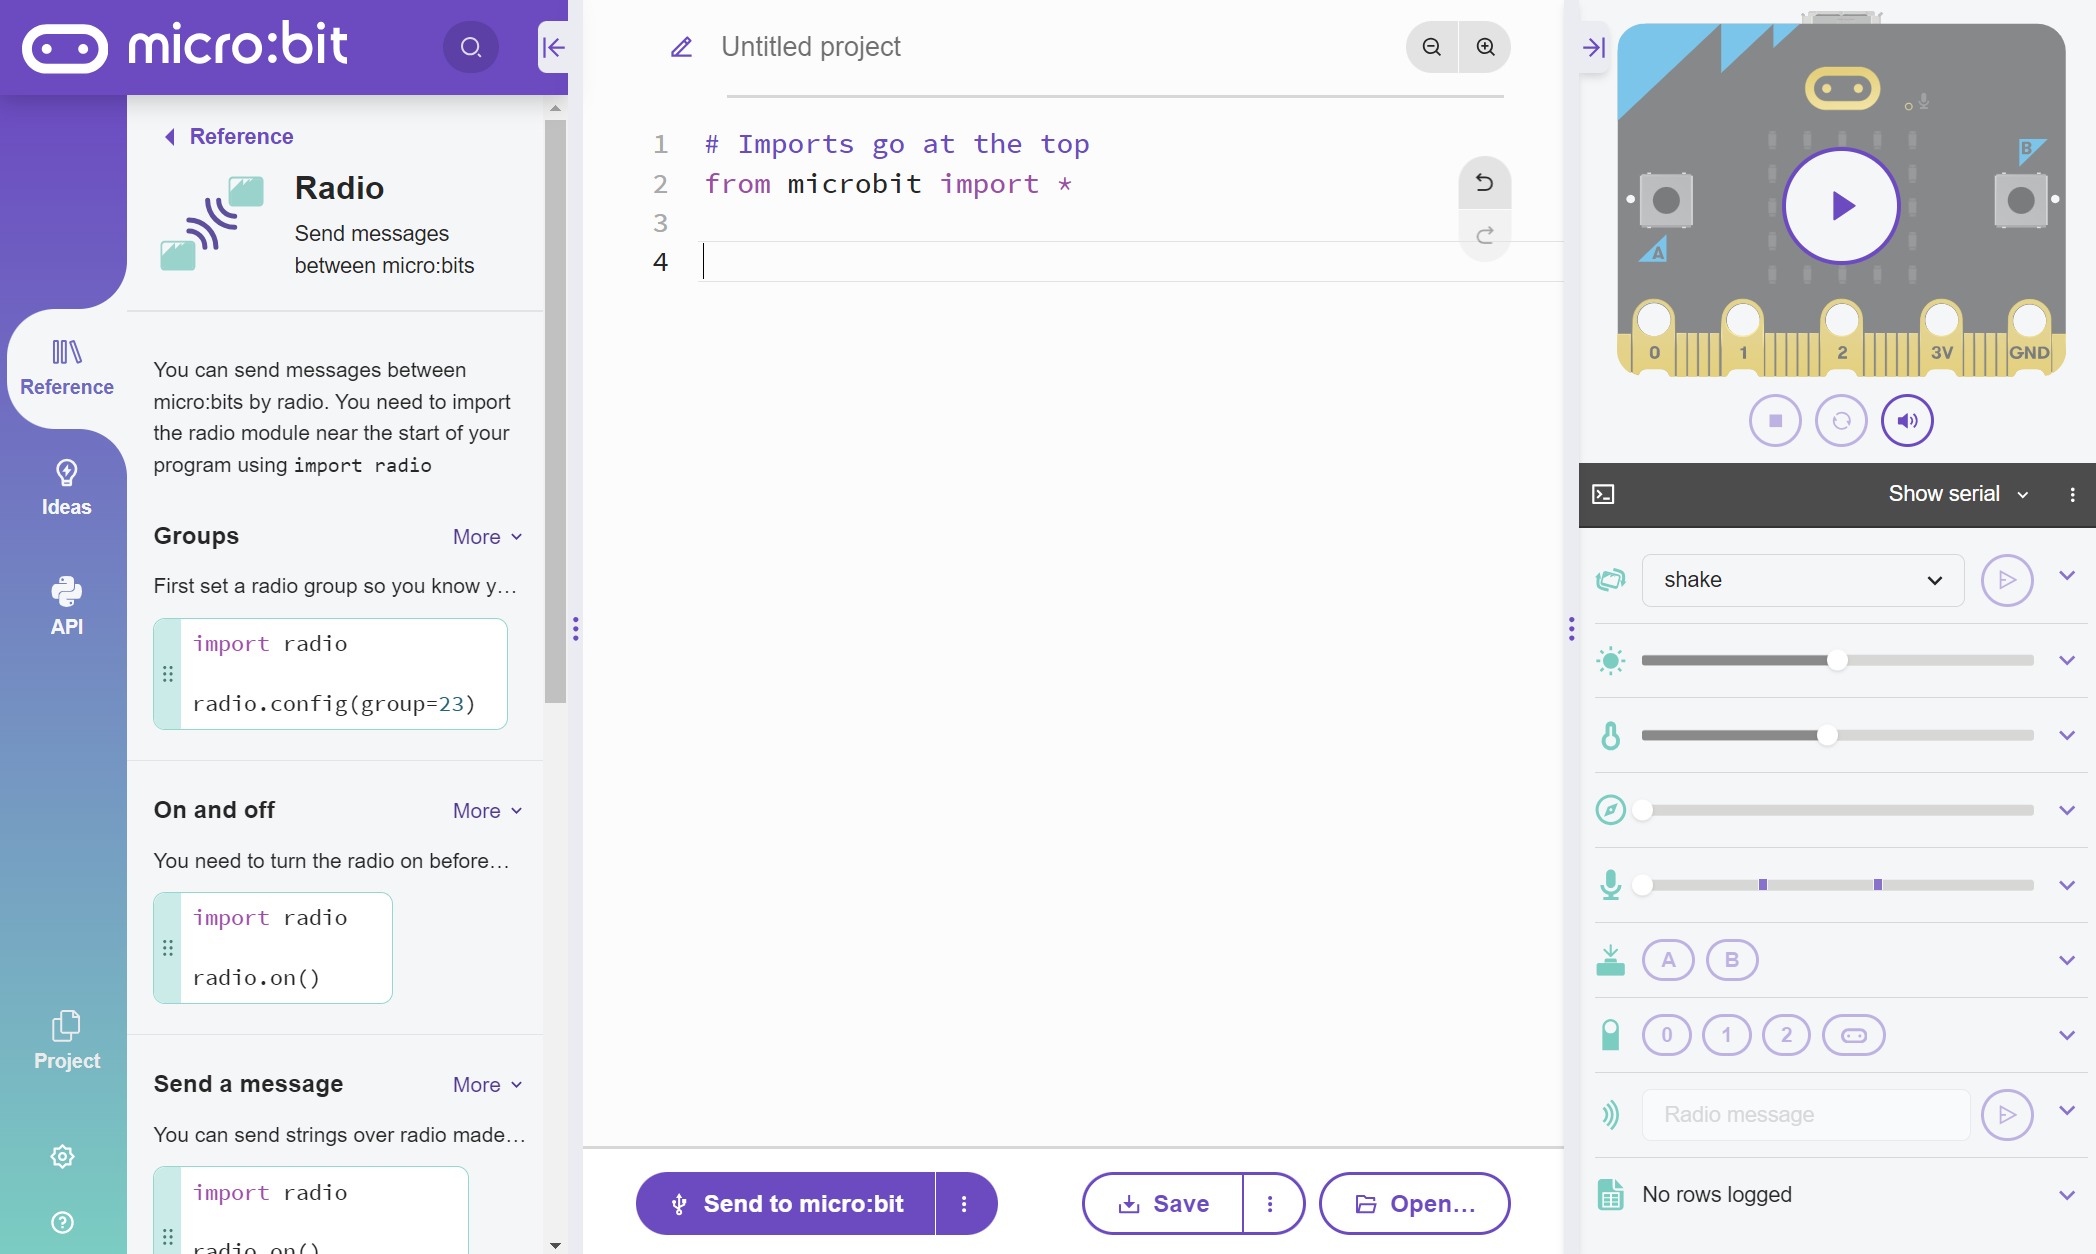 micro:bit
Reference
Ideas
API
Project
Reference
Radio
Send messages
between micro:bits
You can send messages between
micro:bits by radio. You need to import
the radio module near the start of your
program using import radio
Groups
More
First set a radio group so you know y…
import radio
radio.config(group=23)
On and off
More
You need to turn the radio on before…
import radio
radio.on()
Send a message
More
You can send strings over radio made…
import radio
radio.on()
Untitled project
1 # Imports go at the top
2 from microbit import *
3
4
Send to micro:bit
Save
Open…
A
B
0 1 2 3V GND
Show serial
shake
A B
0 1 2
Radio message
No rows logged